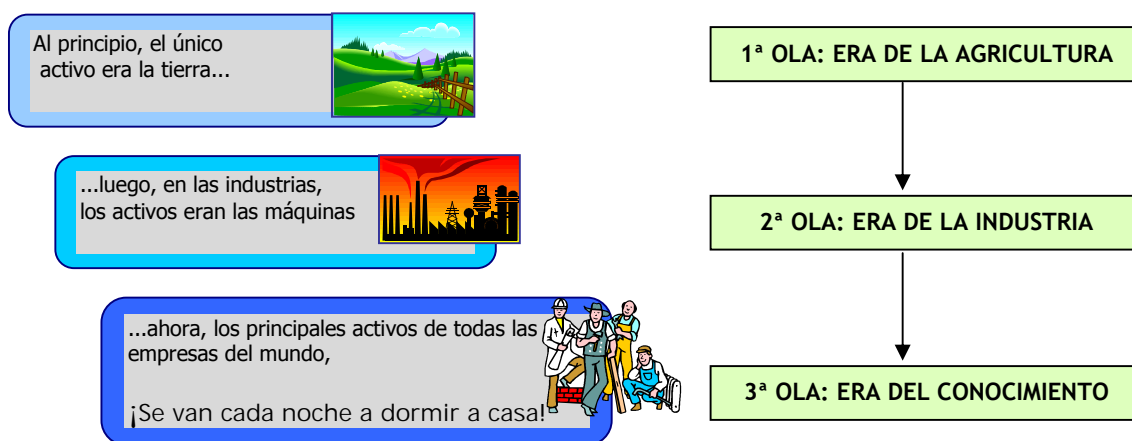 Al principio, el único
activo era la tierra...
1ª OLA: ERA DE LA AGRICULTURA
...luego, en las industrias,
los activos eran las máquinas
2ª OLA: ERA DE LA INDUSTRIA
...ahora, los principales activos de todas las
empresas del mundo,
¡Se van cada noche a dormir a casa!
3ª OLA: ERA DEL CONOCIMIENTO